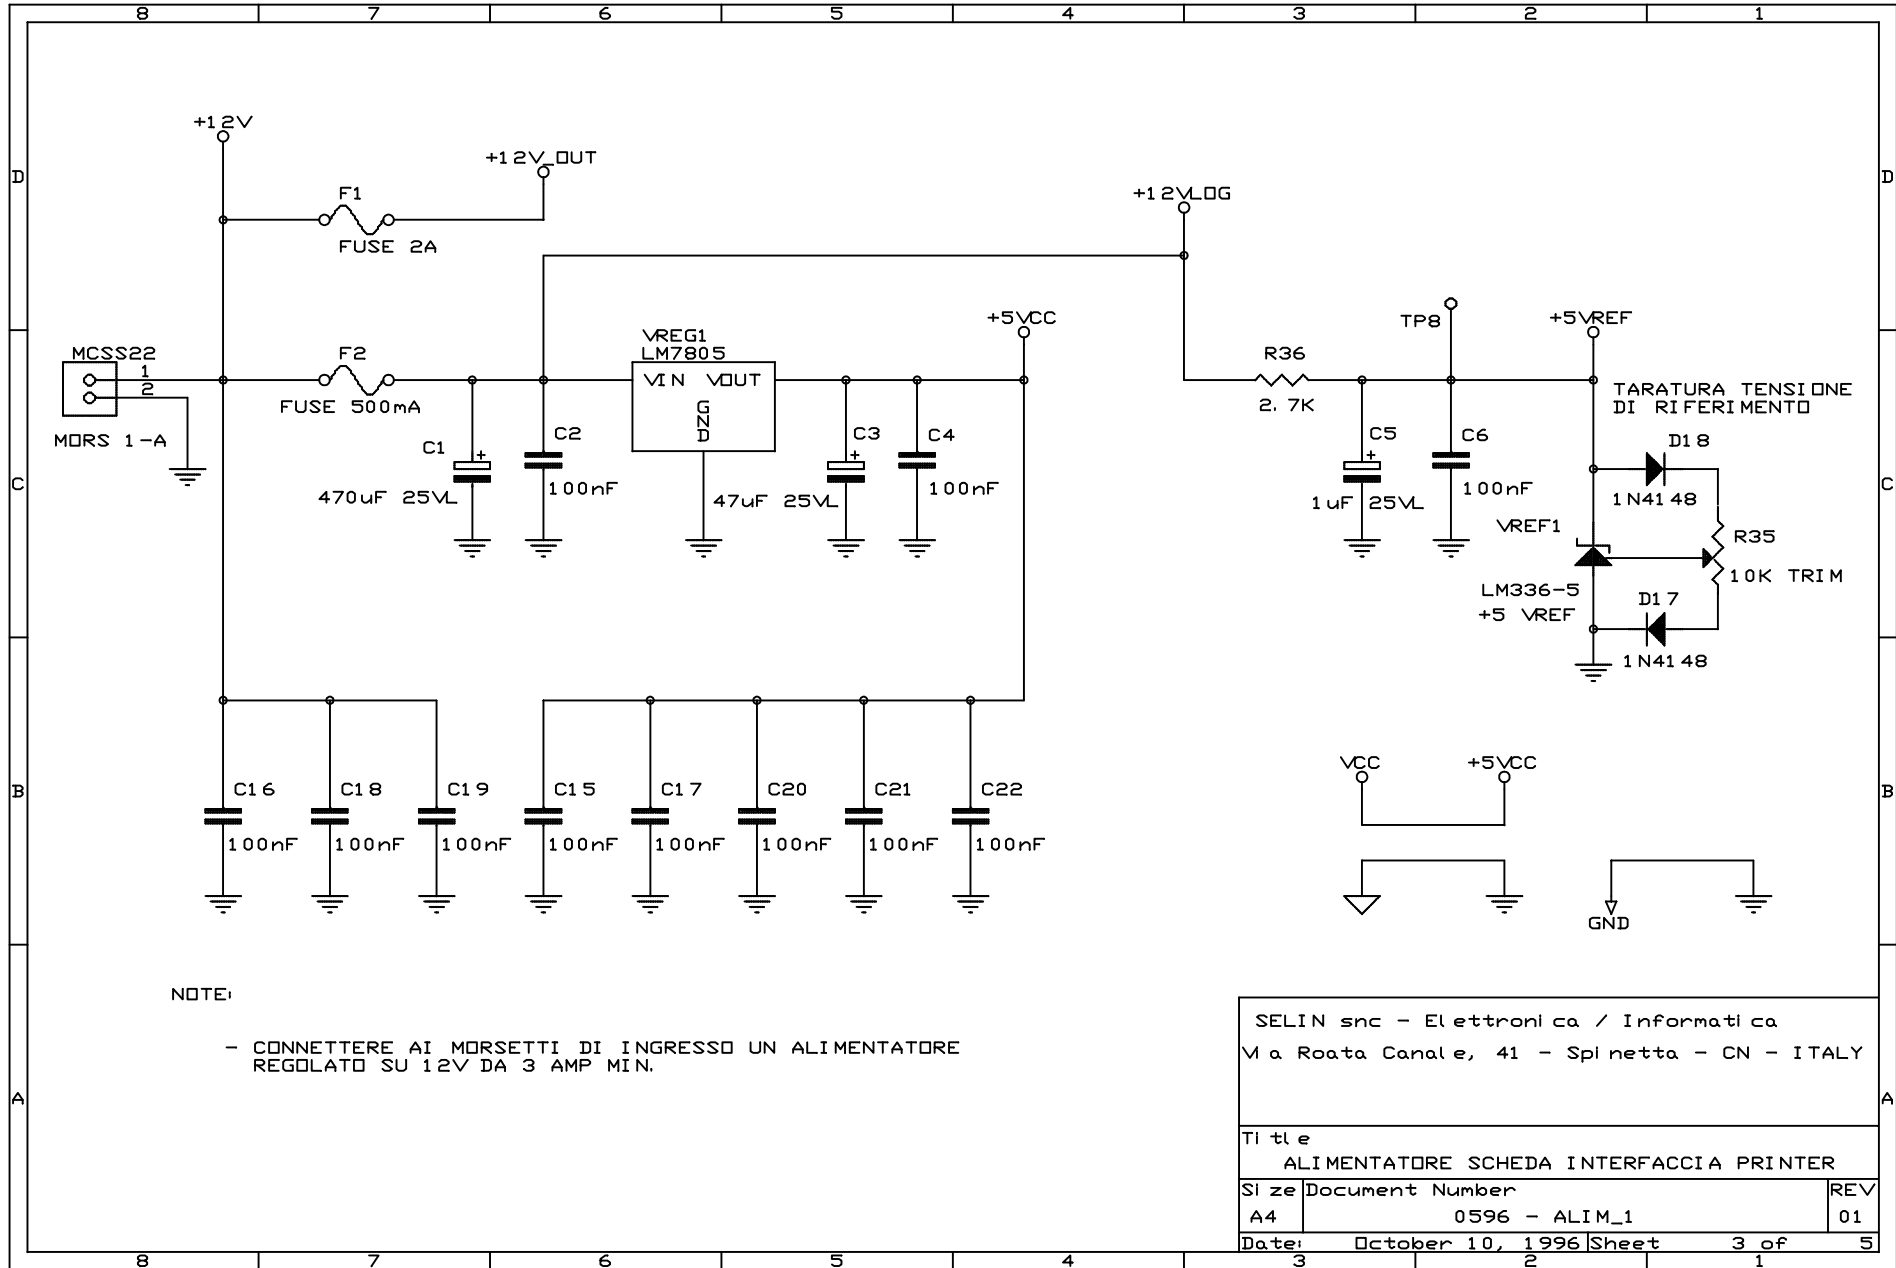 8 7 6 5 4 3 2 1
+12V
+12V_OUT
F1
FUSE 2A
+12VLOG
D D
MCSS22
1
2
MORS 1-A
F2
FUSE 500mA
VREG1
LM7805
VIN VOUT
GND
+5VCC
C1
470uF 25VL
C2
100nF
C3
47uF 25VL
C4
100nF
R36
2.7K
TP8
+5VREF
C5
1uF 25VL
C6
100nF
TARATURA TENSIONE
DI RIFERIMENTO
D18
1N4148
VREF1
LM336-5
+5 VREF
R35
10K TRIM
D17
1N4148
C C
C16
100nF
C18
100nF
C19
100nF
C15
100nF
C17
100nF
C20
100nF
C21
100nF
C22
100nF
VCC +5VCC
GND
B B
NOTE:
- CONNETTERE AI MORSETTI DI INGRESSO UN ALIMENTATORE
REGOLATO SU 12V DA 3 AMP MIN.
A A
SELIN snc - Elettronica / Informatica
Via Roata Canale, 41 - Spinetta - CN - ITALY
Title
ALIMENTATORE SCHEDA INTERFACCIA PRINTER
Size Document Number REV
A4 0596 - ALIM_1 01
Date: October 10, 1996 Sheet 3 of 5
8 7 6 5 4 3 2 1